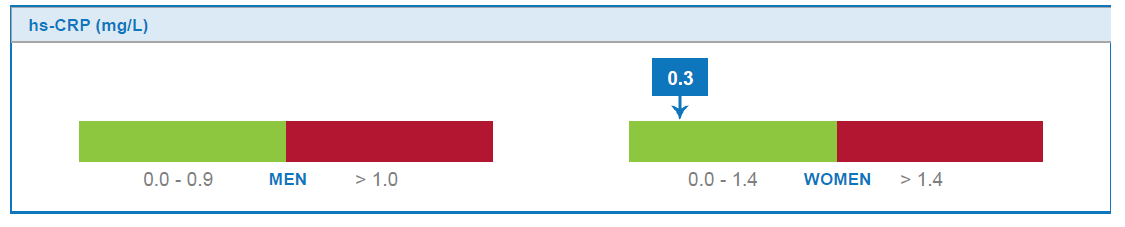 hs-CRP (mg/L)
0.3
0.0 - 0.9 MEN > 1.0
0.0 - 1.4 WOMEN > 1.4